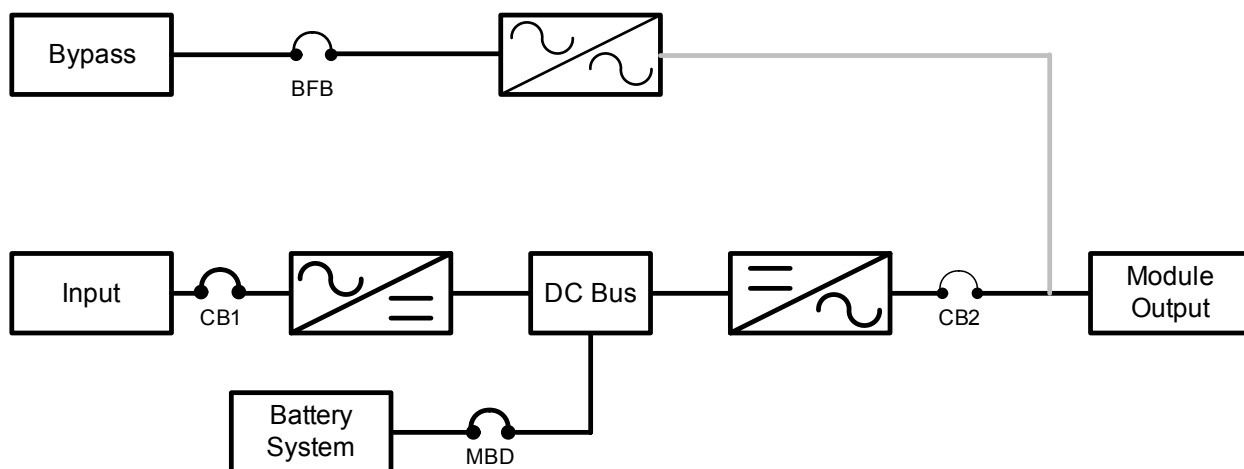 Bypass
BFB
Input
CB1
DC Bus
CB2
Module
Output
Battery
System
MBD